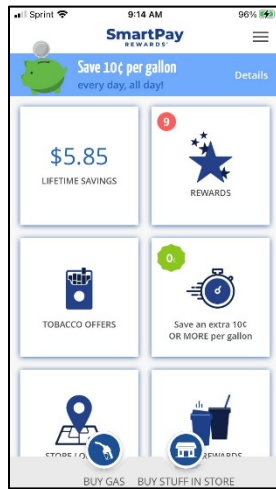 Sprint 9:14 AM 96%
SmartPay
REWARDS
Save 10¢ per gallon
every day, all day!
Details
$5.85
LIFETIME SAVINGS
9
REWARDS
TOBACCO OFFERS
Save an extra 10¢
OR MORE per gallon
REWARDS
BUY GAS BUY STUFF IN STORE